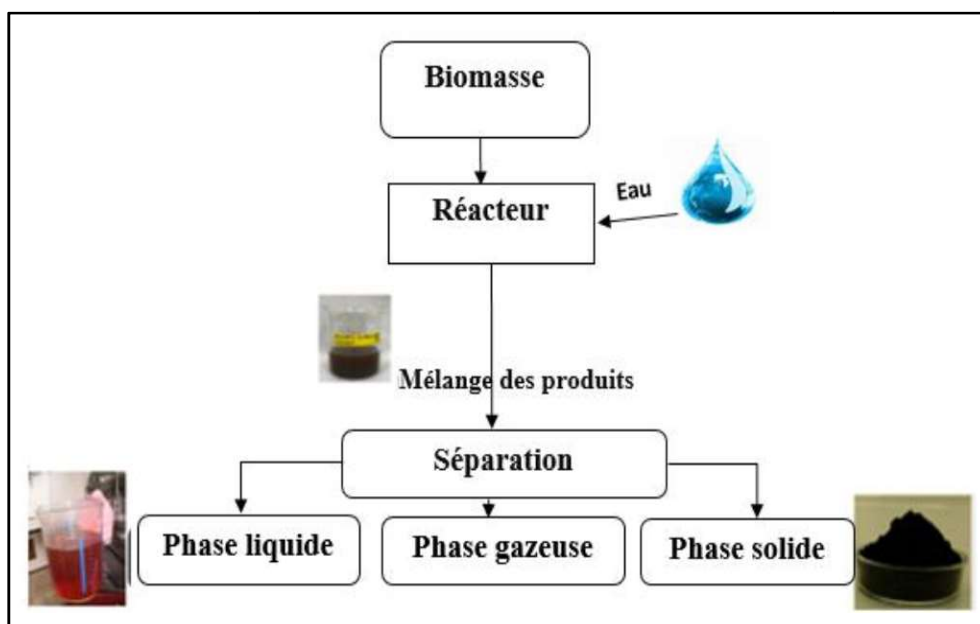 Biomasse
Eau
Réacteur
Mélange des produits
Séparation
Phase liquide
Phase gazeuse
Phase solide